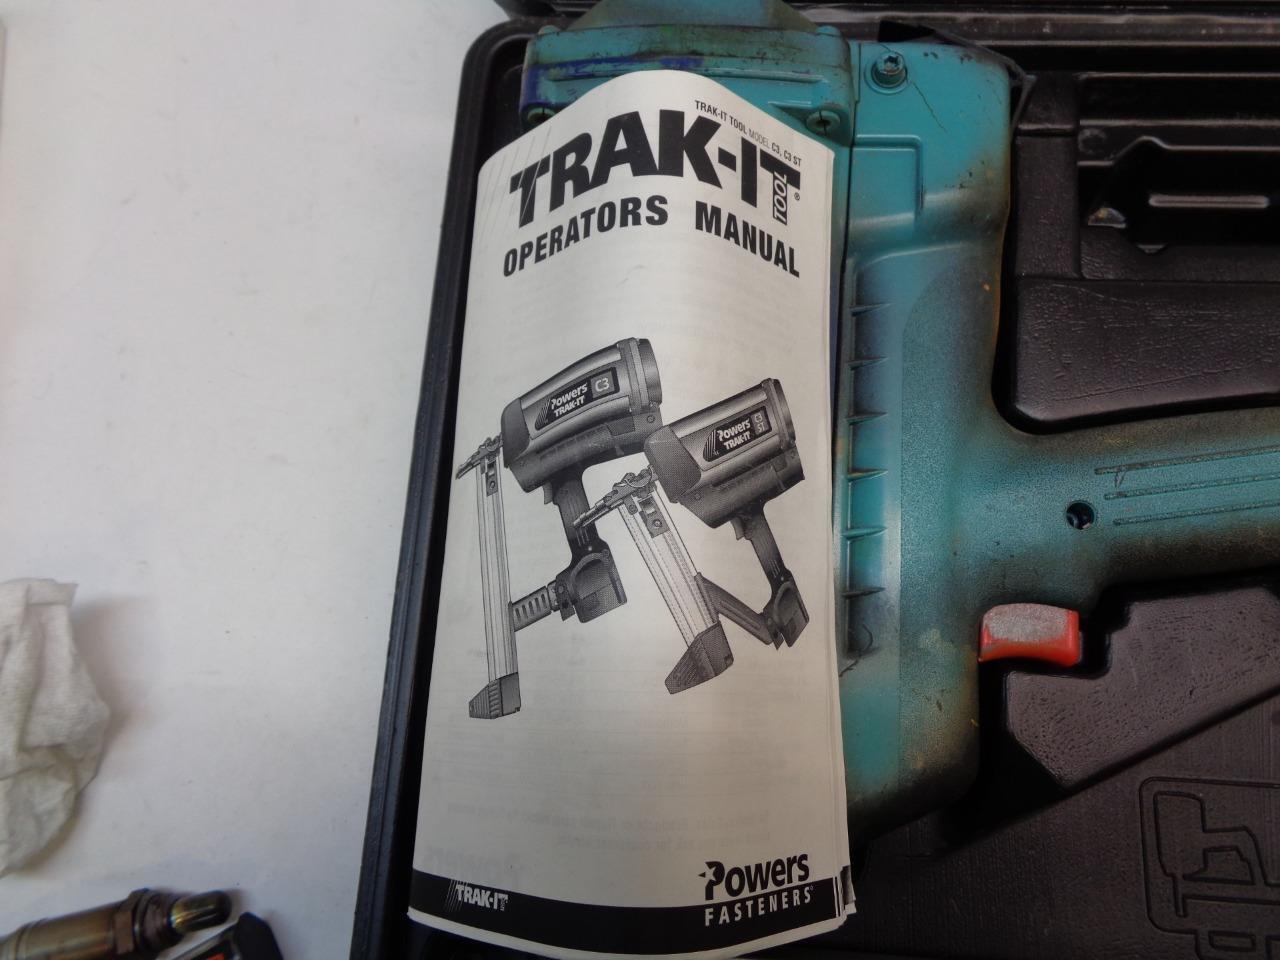 TRAK-IT TOOL MODEL C3, C3 ST
TRAK-IT TOOL®
OPERATORS MANUAL
Powers C3
TRAK-IT
Powers C3
TRAK-IT ST
Powers
FASTENERS
TRAK-IT